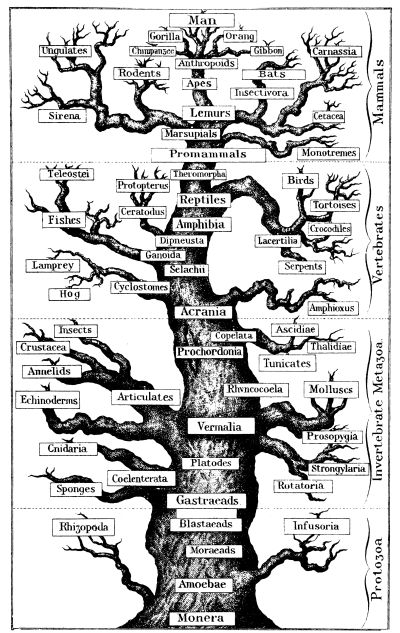 Man
Gorilla
Orang
Chimpanzee
Gibbon
Anthropoids
Ungulates
Carnassia
Rodents
Bats
Apes
Insectivora
Sirena
Lemurs
Cetacea
Marsupials
Promammals
Monotremes
Mammals
Teleostei
Theromorpha
Birds
Protopterus
Reptiles
Tortoises
Ceratodus
Fishes
Amphibia
Crocodiles
Dipneusta
Lacertilia
Ganoida
Lamprey
Selachii
Serpents
Hag
Cyclostomes
Acrania
Amphioxus
Vertebrates
Insects
Copelata
Ascidiae
Crustacea
Prochordonia
Thalidiae
Annelids
Tunicates
Articulates
Rhyncocoela
Molluscs
Echinoderms
Vermalia
Prosopygia
Cnidaria
Platodes
Strongylaria
Coelenterata
Sponges
Rotatoria
Gastraeads
Invertebrate Metazoa
Rhizopoda
Blastaeads
Infusoria
Moraeads
Amoebae
Monera
Protozoa